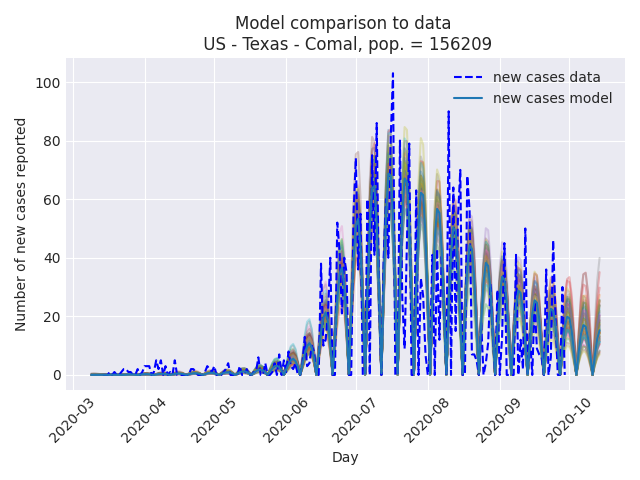 Model comparison to data
US - Texas - Comal, pop. = 156209
new cases data
new cases model
Number of new cases reported
100
80
60
40
20
0
2020-03
2020-04
2020-05
2020-06
2020-07
2020-08
2020-09
2020-10
Day